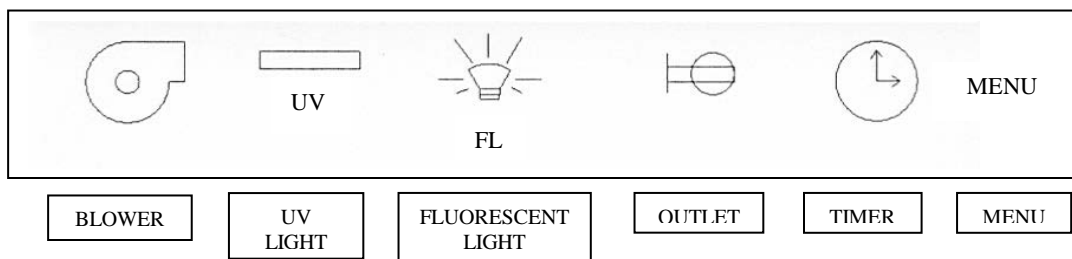 UV
MENU
FL
BLOWER
UV
LIGHT
FLUORESCENT
LIGHT
OUTLET
TIMER
MENU